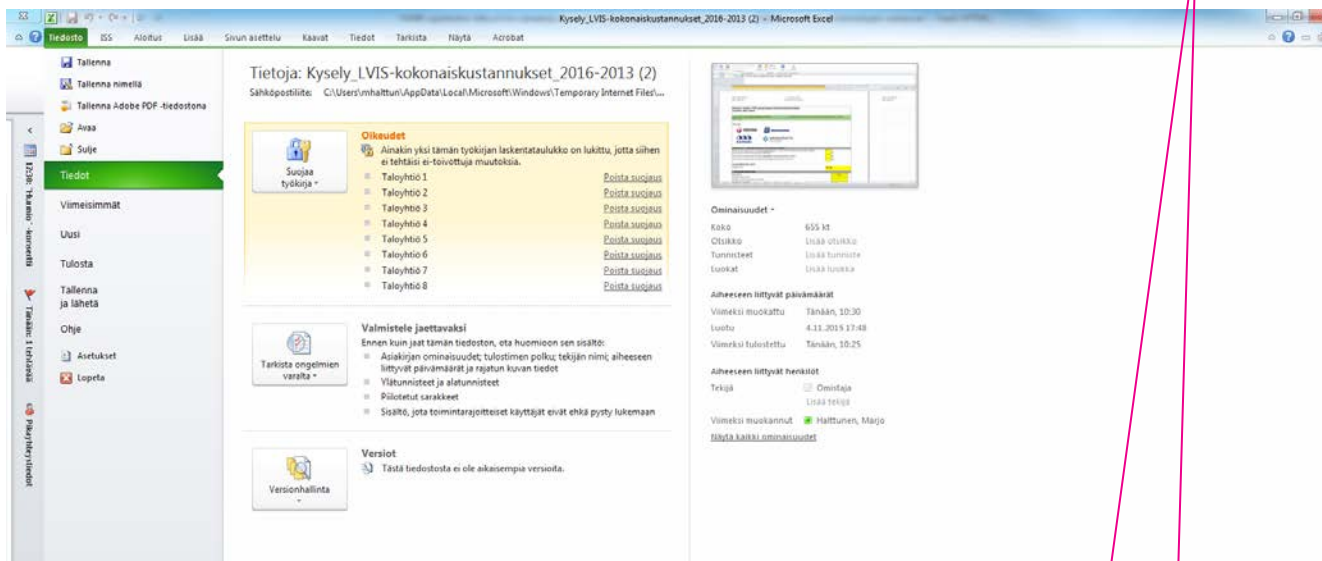 Kysely_LVIS-kokonaiskustannukset_2016-2013 (2) - Microsoft Excel
Tiedosto ISS Aloitus Lisää Sivun asettelu Kaavat Tiedot Tarkista Näytä Acrobat
Tallenna
Tallenna nimellä
Tallenna Adobe PDF -tiedostona
Avaa
Sulje
Tiedot
Viimeisimmät
Uusi
Tulosta
Tallenna
ja lähetä
Ohje
Asetukset
Lopeta
Tietoja: Kysely_LVIS-kokonaiskustannukset_2016-2013 (2)
Sähköpostiliite: C:\Users\mhalttun\AppData\Local\Microsoft\Windows\Temporary Internet Files\...
Suojaa
työkirja
Oikeudet
Ainakin yksi tämän työkirjan laskentataulukko on lukittu, jotta siihen
ei tehtäisi ei-toivottuja muutoksia.
Taloyhtiö 1 Poista suojaus
Taloyhtiö 2 Poista suojaus
Taloyhtiö 3 Poista suojaus
Taloyhtiö 4 Poista suojaus
Taloyhtiö 5 Poista suojaus
Taloyhtiö 6 Poista suojaus
Taloyhtiö 7 Poista suojaus
Taloyhtiö 8 Poista suojaus
Tarkista ongelmien
varalta
Valmistele jaettavaksi
Ennen kuin jaat tämän tiedoston, ota huomioon sen sisältö:
Asiakirjan ominaisuudet; tulostimen polku; tekijän nimi; aiheeseen
liittyvät päivämäärät ja rajatun kuvan tiedot
Ylätunnisteet ja alatunnisteet
Piilotetut sarakkeet
Sisältö, jota toimintarajoitteiset käyttäjät eivät ehkä pysty lukemaan
Versionhallinta
Versiot
Tästä tiedostosta ei ole aikaisempia versioita.
Ominaisuudet
Koko 655 kt
Otsikko Lisää otsikko
Tunnisteet Lisää tunniste
Luokat Lisää luokka
Aiheeseen liittyvät päivämäärät
Viimeksi muokattu Tänään, 10:30
Luotu 4.11.2015 17:48
Viimeksi tulostettu Tänään, 10:25
Aiheeseen liittyvät henkilöt
Tekijä Omistaja
Lisää tekijä
Viimeksi muokannut Halttunen, Marjo
Näytä kaikki ominaisuudet
Tänään: 1 tehtävää
Pikayhteystiedot